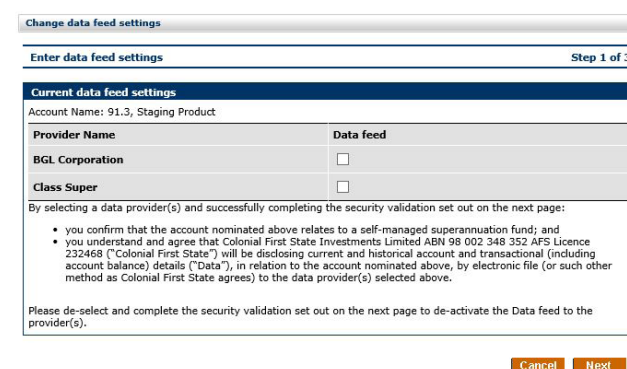 Change data feed settings
Enter data feed settings Step 1 of 3
Current data feed settings
Account Name: 91.3, Staging Product
Provider Name Data feed
BGL Corporation
Class Super
By selecting a data provider(s) and successfully completing the security validation set out on the next page:
• you confirm that the account nominated above relates to a self-managed superannuation fund; and
• you understand and agree that Colonial First State Investments Limited ABN 98 002 348 352 AFS Licence
232468 ("Colonial First State") will be disclosing current and historical account and transactional (including
account balance) details ("Data"), in relation to the account nominated above, by electronic file (or such other
method as Colonial First State agrees) to the data provider(s) selected above.
Please de-select and complete the security validation set out on the next page to de-activate the Data feed to the
provider(s).
Cancel Next